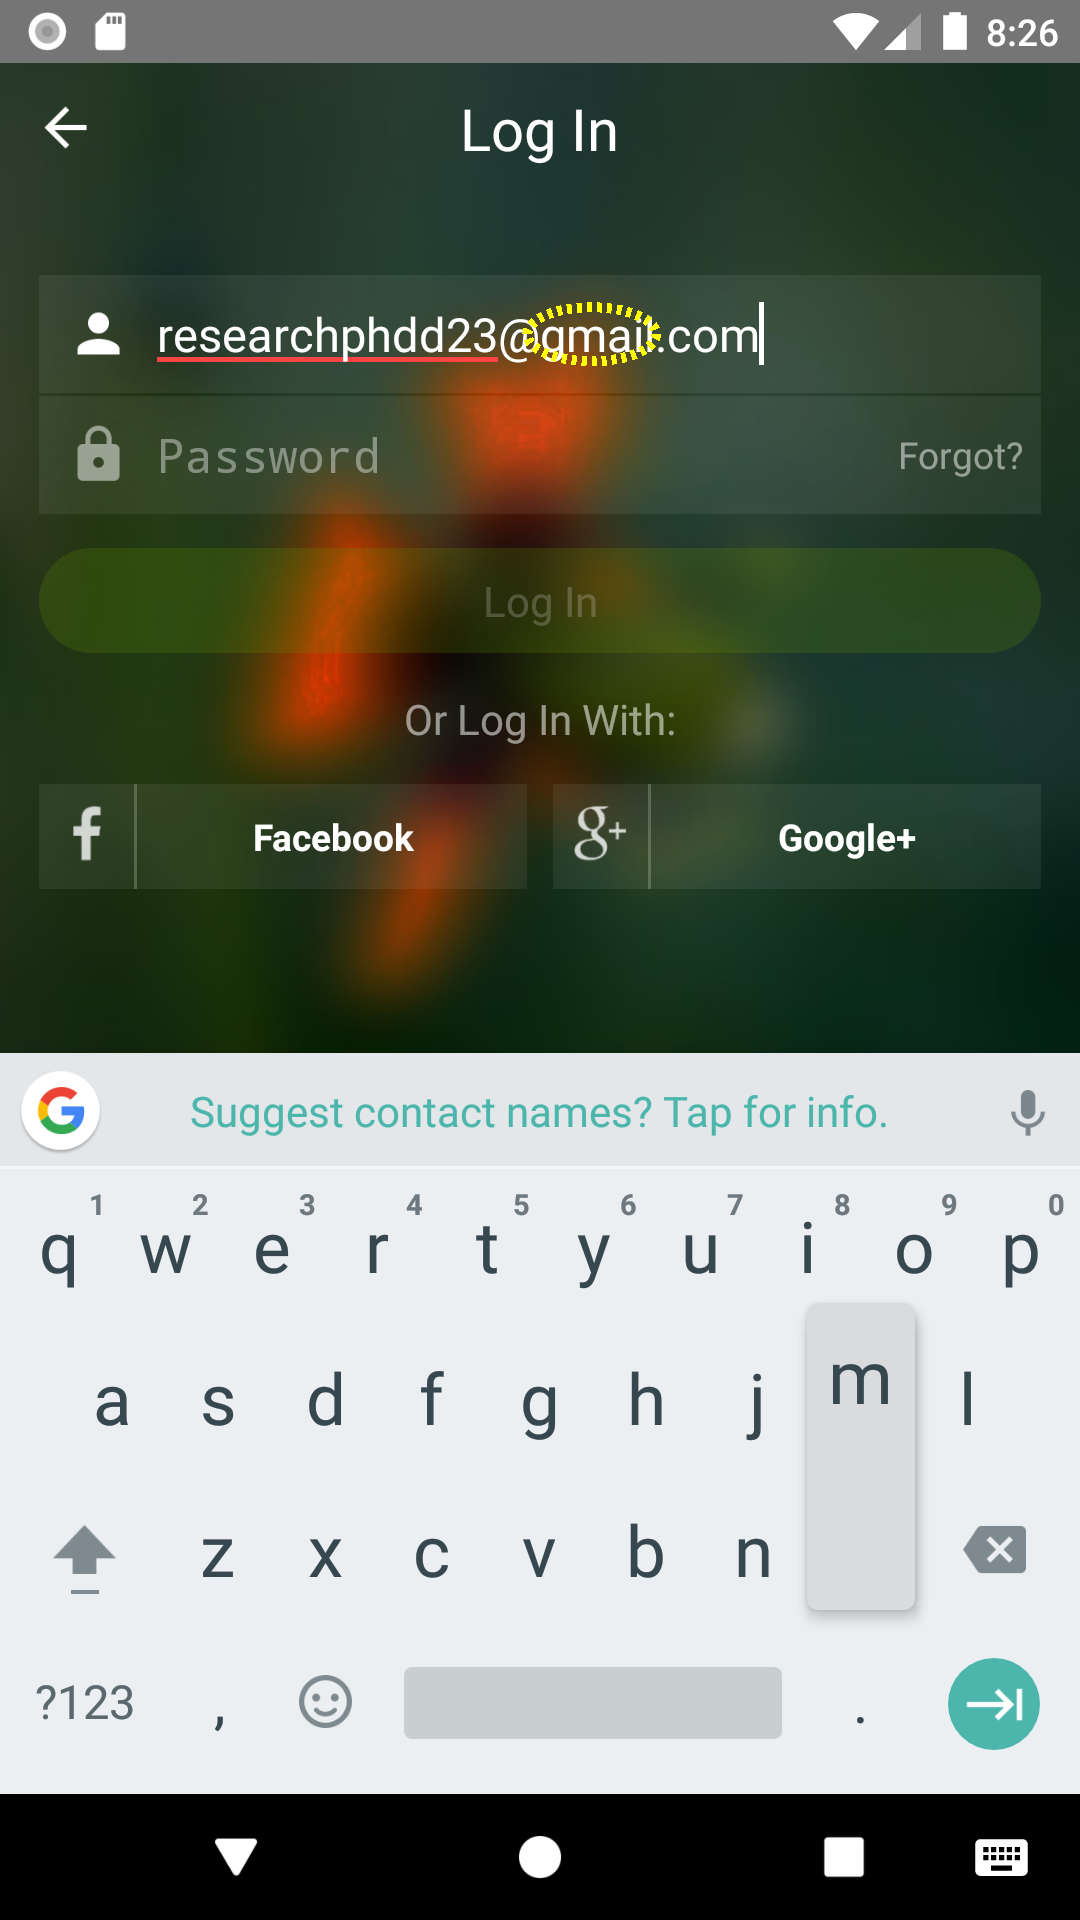 8:26
Log In
researchphdd23@gmail.com
Password
Forgot?
Log In
Or Log In With:
f Facebook
g+ Google+
G Suggest contact names? Tap for info.
1 2 3 4 5 6 7 8 9 0
q w e r t y u i o p
a s d f g h j m l
z x c v b n
?123 , .